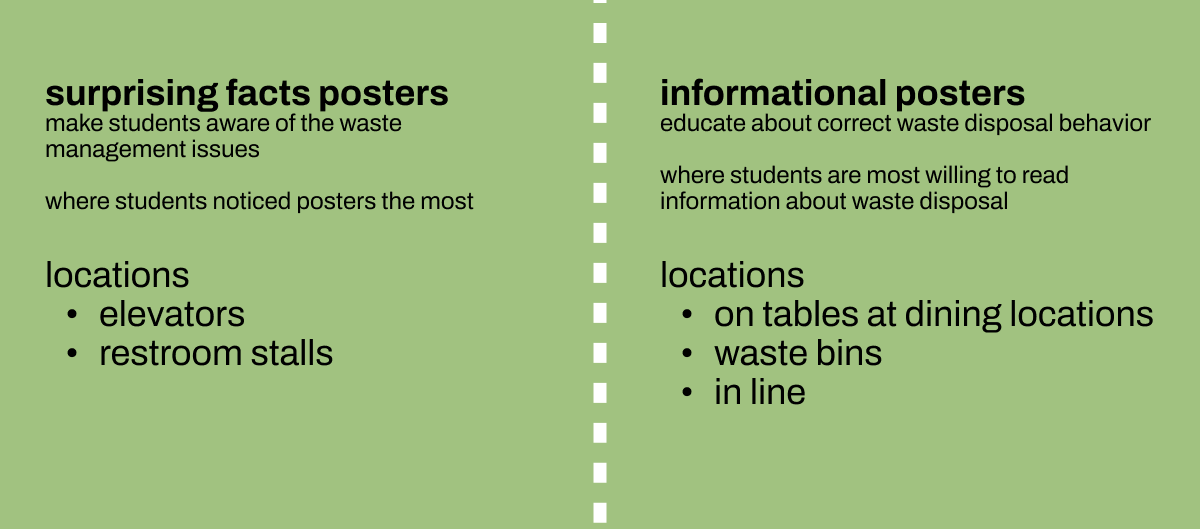 surprising facts posters
make students aware of the waste
management issues
where students noticed posters the most
locations
• elevators
• restroom stalls
informational posters
educate about correct waste disposal behavior
where students are most willing to read
information about waste disposal
locations
• on tables at dining locations
• waste bins
• in line